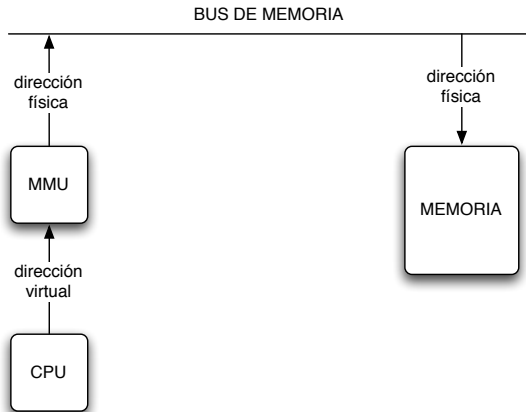 BUS DE MEMORIA
dirección
física
dirección
física
MMU
MEMORIA
dirección
virtual
CPU